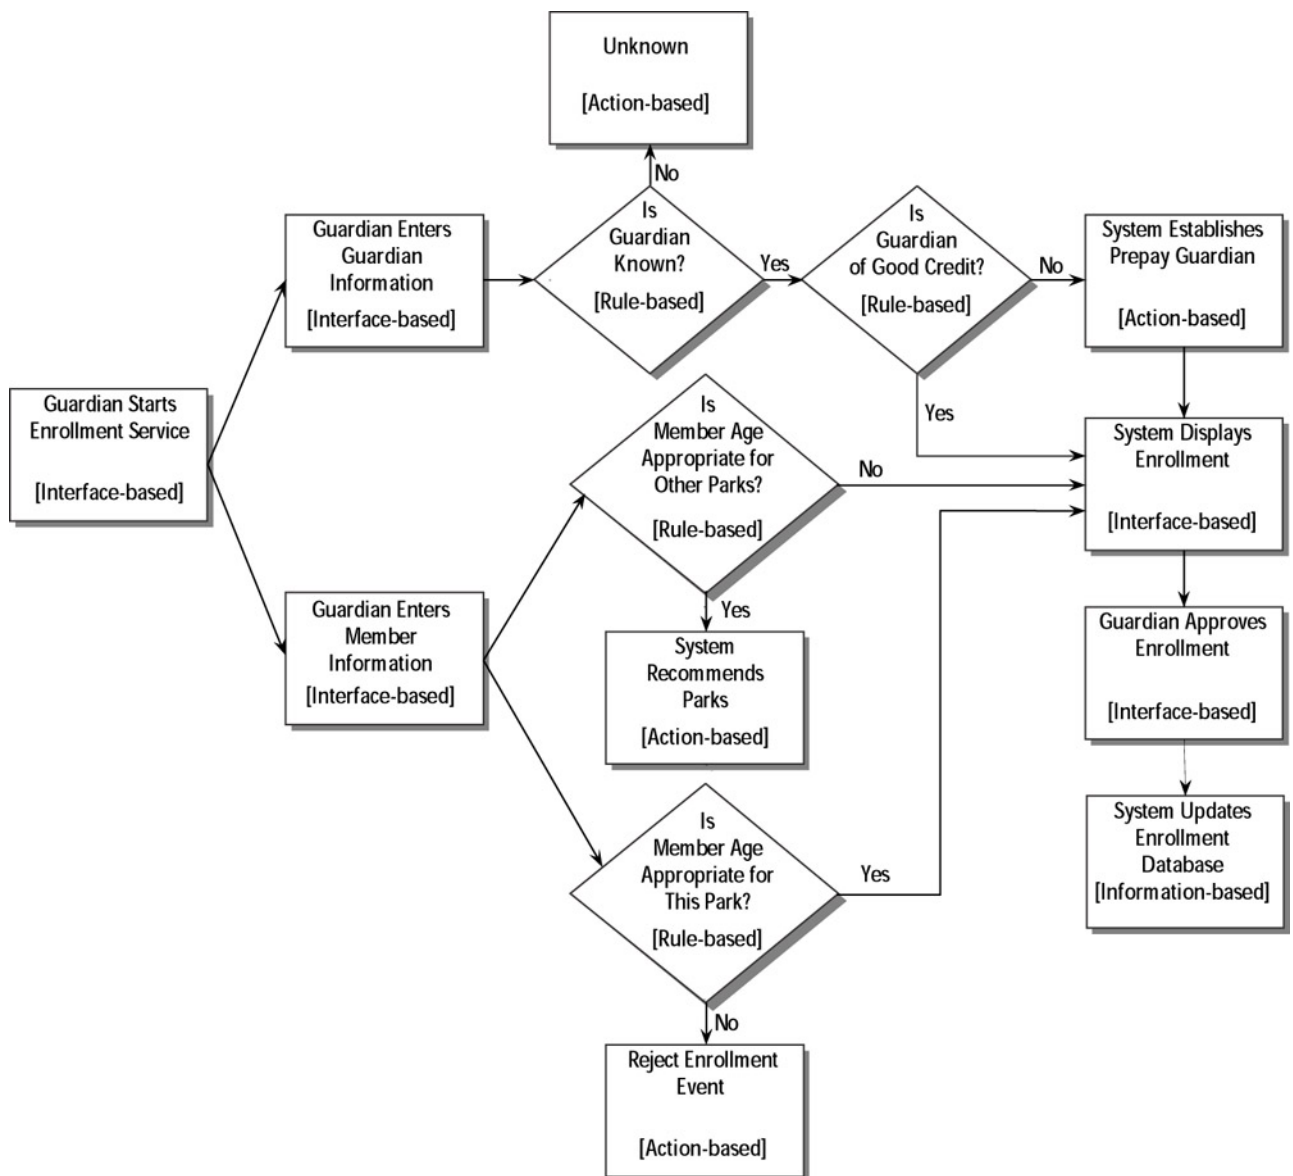 Unknown
[Action-based]
No
Is
Guardian
Known?
[Rule-based]
Yes
Is
Guardian
of Good Credit?
[Rule-based]
No
Yes
System Establishes
Prepay Guardian
[Action-based]
Guardian Enters
Guardian
Information
[Interface-based]
Guardian Starts
Enrollment Service
[Interface-based]
Is
Member Age
Appropriate for
Other Parks?
[Rule-based]
No
Yes
System Displays
Enrollment
[Interface-based]
Guardian Enters
Member
Information
[Interface-based]
System
Recommends
Parks
[Action-based]
Guardian Approves
Enrollment
[Interface-based]
Is
Member Age
Appropriate for
This Park?
[Rule-based]
Yes
No
System Updates
Enrollment
Database
[Information-based]
Reject Enrollment
Event
[Action-based]